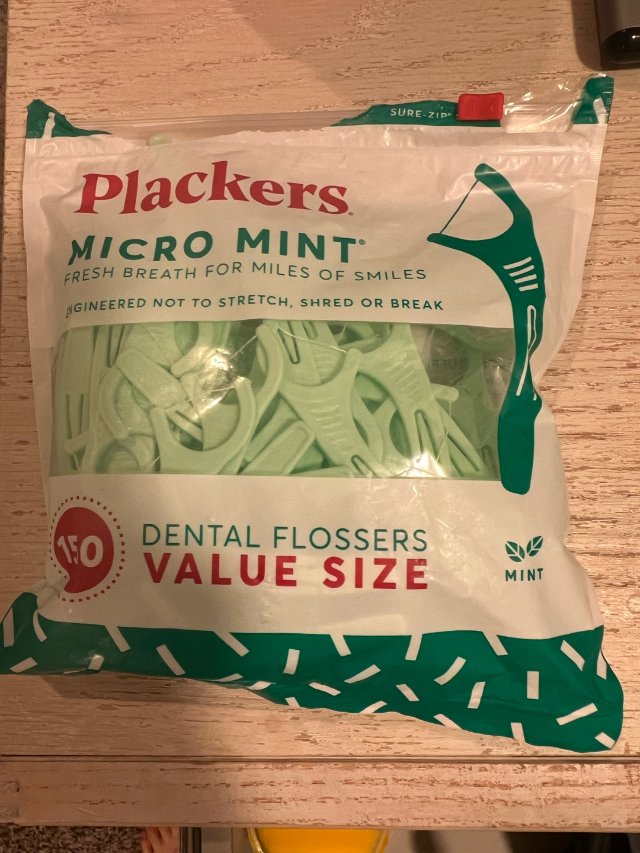 SURE-ZIP®
Plackers.
MICRO MINT®
FRESH BREATH FOR MILES OF SMILES
ENGINEERED NOT TO STRETCH, SHRED OR BREAK
150
DENTAL FLOSSERS
VALUE SIZE
MINT